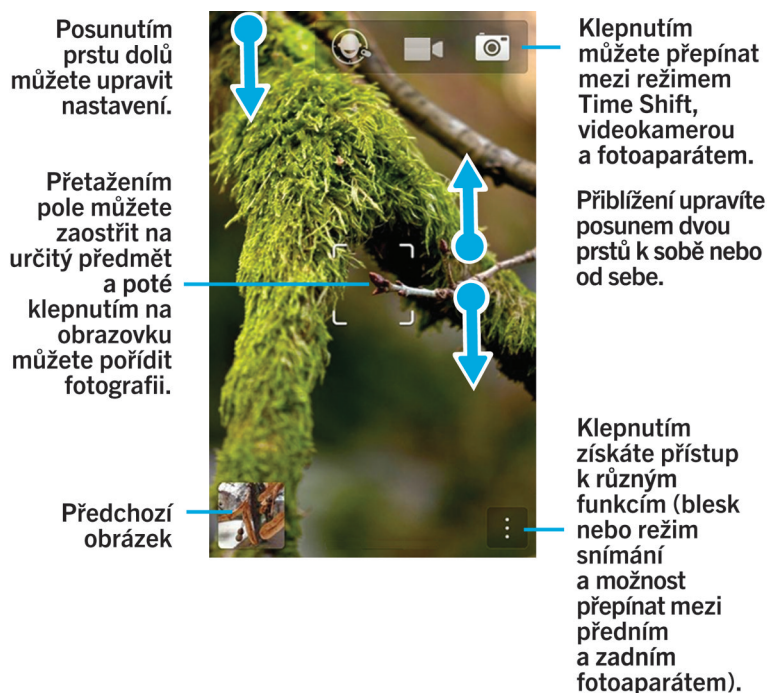 Posunutím
prstu dolů
můžete upravit
nastavení.
Přetažením
pole můžete
zaostřit na
určitý předmět
a poté
klepnutím na
obrazovku
můžete pořídit
fotografii.
Předchozí
obrázek
Klepnutím
můžete přepínat
mezi režimem
Time Shift,
videokamerou
a fotoaparátem.
Přiblížení upravíte
posunem dvou
prstů k sobě nebo
od sebe.
Klepnutím
získáte přístup
k různým
funkcím (blesk
nebo režim
snímání
a možnost
přepínat mezi
předním
a zadním
fotoaparátem).